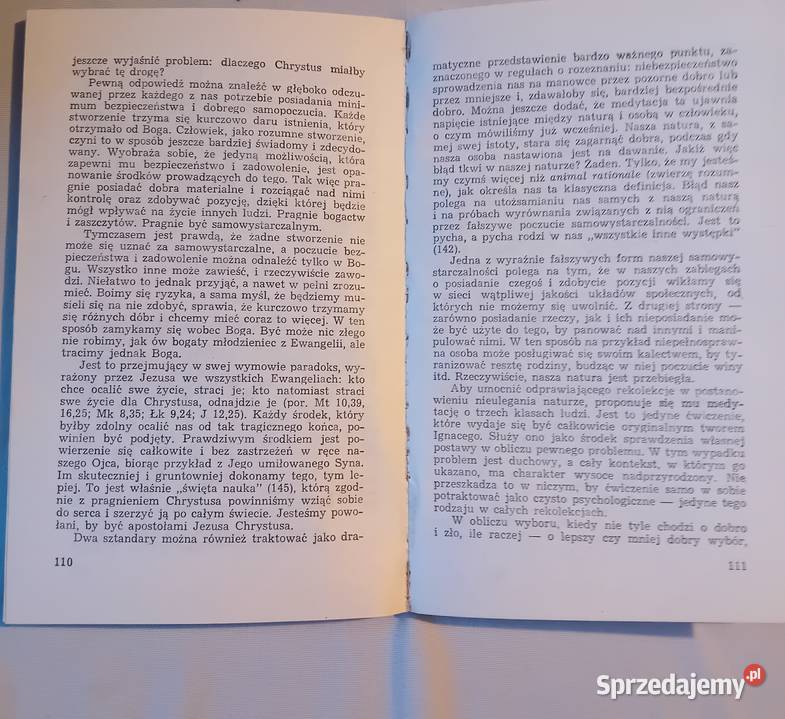 jeszcze wyjaśnić problem: dlaczego Chrystus miałby
wybrać tę drogę?
Pewną odpowiedź można znaleźć w głęboko odczu-
wanej przez każdego z nas potrzebie posiadania mini-
mum bezpieczeństwa i dobrego samopoczucia. Każde
stworzenie trzyma się kurczowo daru istnienia, który
otrzymało od Boga. Człowiek, jako rozumne stworzenie,
czyni to w sposób jeszcze bardziej świadomy i zdecydo-
wany. Wyobraża sobie, że jedyną możliwością, która
zapewni mu bezpieczeństwo i zadowolenie, jest opa-
nowanie środków prowadzących do tego. Tak więc pra-
gnie posiadać dobra materialne i rozciągać nad nimi
kontrolę oraz zdobywać pozycję, dzięki której będzie
mógł wpływać na życie innych ludzi. Pragnie bogactw
i zaszczytów. Pragnie być samowystarczalnym.
Tymczasem jest prawdą, że żadne stworzenie nie
może się uznać za samowystarczalne, a poczucie bez-
pieczeństwa i zadowolenie można odnaleźć tylko w Bo-
gu. Wszystko inne może zawieść, i rzeczywiście zawo-
dzi. Niełatwo to jednak przyjąć, a nawet w pełni zrozu-
mieć. Boimy się ryzyka, a sama myśl, że będziemy mu-
sieli się na nie zdobyć, sprawia, że kurczowo trzymamy
się różnych dóbr i chcemy mieć coraz to więcej. W ten
sposób zamykamy się wobec Boga. Być może nic złego
nie robimy, jak ów bogaty młodzieniec z Ewangelii, ale
tracimy jednak Boga.
Jest to przejmujący w swej wymowie paradoks, wy-
rażony przez Jezusa we wszystkich Ewangeliach: kto
chce ocalić swe życie, straci je; kto natomiast straci
swe życie dla Chrystusa, odnajdzie je (por. Mt 10,39,
16,25; Mk 8,35; Łk 9,24; J 12,25). Każdy środek, który
byłby zdolny ocalić nas od tak tragicznego końca, po-
winien być podjęty. Prawdziwym środkiem jest po-
wierzenie się całkowite i bez zastrzeżeń w ręce na-
szego Ojca, biorąc przykład z Jego umiłowanego Syna.
Im skuteczniej i gruntowniej dokonamy tego, tym le-
piej. To jest właśnie „święta nauka” (145), którą zgod-
nie z pragnieniem Chrystusa powinniśmy wziąć sobie
do serca i szerzyć ją po całym świecie. Jesteśmy powo-
łani, by być apostołami Jezusa Chrystusa.
Dwa sztandary można również traktować jako dra-
110
matyczne przedstawienie bardzo ważnego punktu, za-
znaczonego w regułach o rozeznaniu: niebezpieczeństwo
sprowadzenia nas na manowce przez pozorne dobro lub
przez mniejsze i, zdawałoby się, bardziej bezpośrednie
dobro. Można jeszcze dodać, że medytacja ta ujawnia
napięcie istniejące między naturą i osobą w człowieku,
o czym mówiliśmy już wcześniej. Nasza natura, z sa-
mej swej istoty, stara się zagarnąć dobra, podczas gdy
nasza osoba nastawiona jest na dawanie. Jakiż więc
błąd tkwi w naszej naturze? Żaden. Tylko, że my jesteś-
my czymś więcej niż animal rationale (zwierzę rozum-
ne), jak określa nas ta klasyczna definicja. Błąd nasz
polega na utożsamianiu nas samych z naszą naturą
i na próbach wyrównania związanych z nią ograniczeń
przez fałszywe poczucie samowystarczalności. Jest to
pycha, a pycha rodzi w nas „wszystkie inne występki”
(142).
Jedna z wyraźnie fałszywych form naszej samowy-
starczalności polega na tym, że w naszych zabiegach
o posiadanie czegoś i zdobycie pozycji wikłamy się
w sieci wątpliwej jakości układów społecznych, od
których nie możemy się uwolnić. Z drugiej strony —
zarówno posiadanie rzeczy, jak i ich nieposiadanie mo-
że być użyte do tego, by panować nad innymi i mani-
pulować nimi. W ten sposób na przykład niepełnospraw-
na osoba może posługiwać się swoim kalectwem, by ty-
ranizować resztę rodziny, budząc w niej poczucie winy
itd. Rzeczywiście, nasza natura jest przebiegła.
Aby umocnić odprawiającego rekolekcje w postano-
wieniu nieulegania naturze, proponuje się mu medy-
tację o trzech klasach ludzi. Jest to jedyne ćwiczenie,
które wydaje się być całkowicie oryginalnym tworem
Ignacego. Służy ono jako środek sprawdzenia własnej
postawy w obliczu pewnego problemu. W tym wypadku
problem jest duchowy, a cały kontekst, w którym go
ukazano, ma charakter wysoce nadprzyrodzony. Nie
przeszkadza to w niczym, by ćwiczenie samo w sobie
potraktować jako czysto psychologiczne — jedyne tego
rodzaju w całych rekolekcjach.
W obliczu wyboru, kiedy nie tyle chodzi o dobro
i zło, ile raczej — o lepszy czy mniej dobry wybór,
111
Sprzedajemy.pl